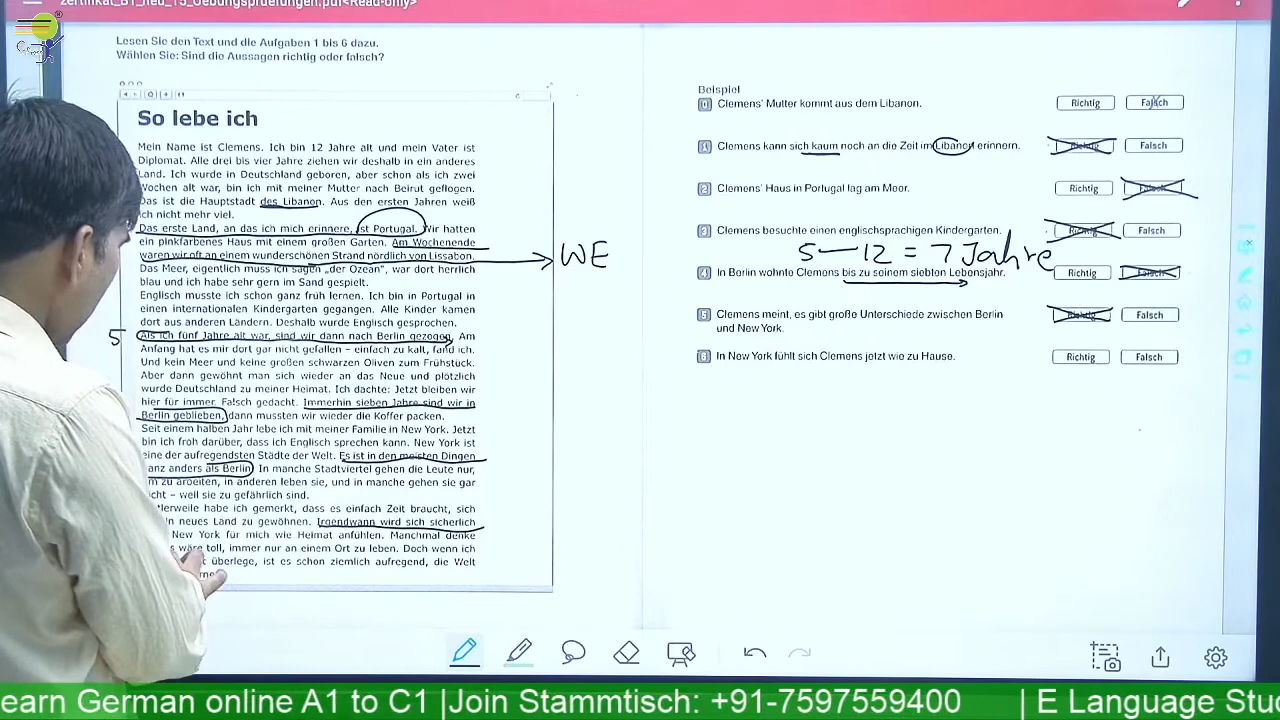 zertifikat_B1_neu_15_Uebungspruefungen.pdf<Read-only>
Lesen Sie den Text und die Aufgaben 1 bis 6 dazu.
Wählen Sie: Sind die Aussagen richtig oder falsch?
So lebe ich
Mein Name ist Clemens. Ich bin 12 Jahre alt und mein Vater ist
Diplomat. Alle drei bis vier Jahre ziehen wir deshalb in ein anderes
Land. Ich wurde in Deutschland geboren, aber schon als ich zwei
Wochen alt war, bin ich mit meiner Mutter nach Beirut geflogen.
Das ist die Hauptstadt des Libanon. Aus den ersten Jahren weiß
ich nicht mehr viel.
Das erste Land, an das ich mich erinnere, ist Portugal. Wir hatten
ein pinkfarbenes Haus mit einem großen Garten. Am Wochenende
waren wir oft an einem wunderschönen Strand nördlich von Lissabon.
WE
Das Meer, eigentlich muss ich sagen „der Ozean", war dort herrlich
blau und ich habe sehr gern im Sand gespielt.
Englisch musste ich schon ganz früh lernen. Ich bin in Portugal in
einen internationalen Kindergarten gegangen. Alle Kinder kamen
dort aus anderen Ländern. Deshalb wurde Englisch gesprochen.
5
Als ich fünf Jahre alt war, sind wir dann nach Berlin gezogen. Am
Anfang hat es mir dort gar nicht gefallen – einfach zu kalt, fand ich.
Und kein Meer und keine großen schwarzen Oliven zum Frühstück.
Aber dann gewöhnt man sich wieder an das Neue und plötzlich
wurde Deutschland zu meiner Heimat. Ich dachte: Jetzt bleiben wir
hier für immer. Falsch gedacht. Immerhin sieben Jahre sind wir in
Berlin geblieben, dann mussten wir wieder die Koffer packen.
Seit einem halben Jahr lebe ich mit meiner Familie in New York. Jetzt
bin ich froh darüber, dass ich Englisch sprechen kann. New York ist
eine der aufregendsten Städte der Welt. Es ist in den meisten Dingen
ganz anders als Berlin. In manche Stadtviertel gehen die Leute nur,
um zu arbeiten, in anderen leben sie, und in manche gehen sie gar
nicht – weil sie zu gefährlich sind.
habe ich gemerkt, dass es einfach Zeit braucht, sich
neues Land zu gewöhnen. Irgendwann wird sich sicherlich
New York für mich wie Heimat anfühlen. Manchmal denke
wäre toll, immer nur an einem Ort zu leben. Doch wenn ich
überlege, ist es schon ziemlich aufregend, die Welt
Beispiel
0 Clemens' Mutter kommt aus dem Libanon. Richtig Falsch
1 Clemens kann sich kaum noch an die Zeit im Libanon erinnern. Richtig Falsch
2 Clemens' Haus in Portugal lag am Meer. Richtig Falsch
3 Clemens besuchte einen englischsprachigen Kindergarten. Richtig Falsch
5 — 12 = 7 Jahre
4 In Berlin wohnte Clemens bis zu seinem siebten Lebensjahr. Richtig Falsch
5 Clemens meint, es gibt große Unterschiede zwischen Berlin
und New York. Richtig Falsch
6 In New York fühlt sich Clemens jetzt wie zu Hause. Richtig Falsch
earn German online A1 to C1 |Join Stammtisch: +91-7597559400 | E Language Stu